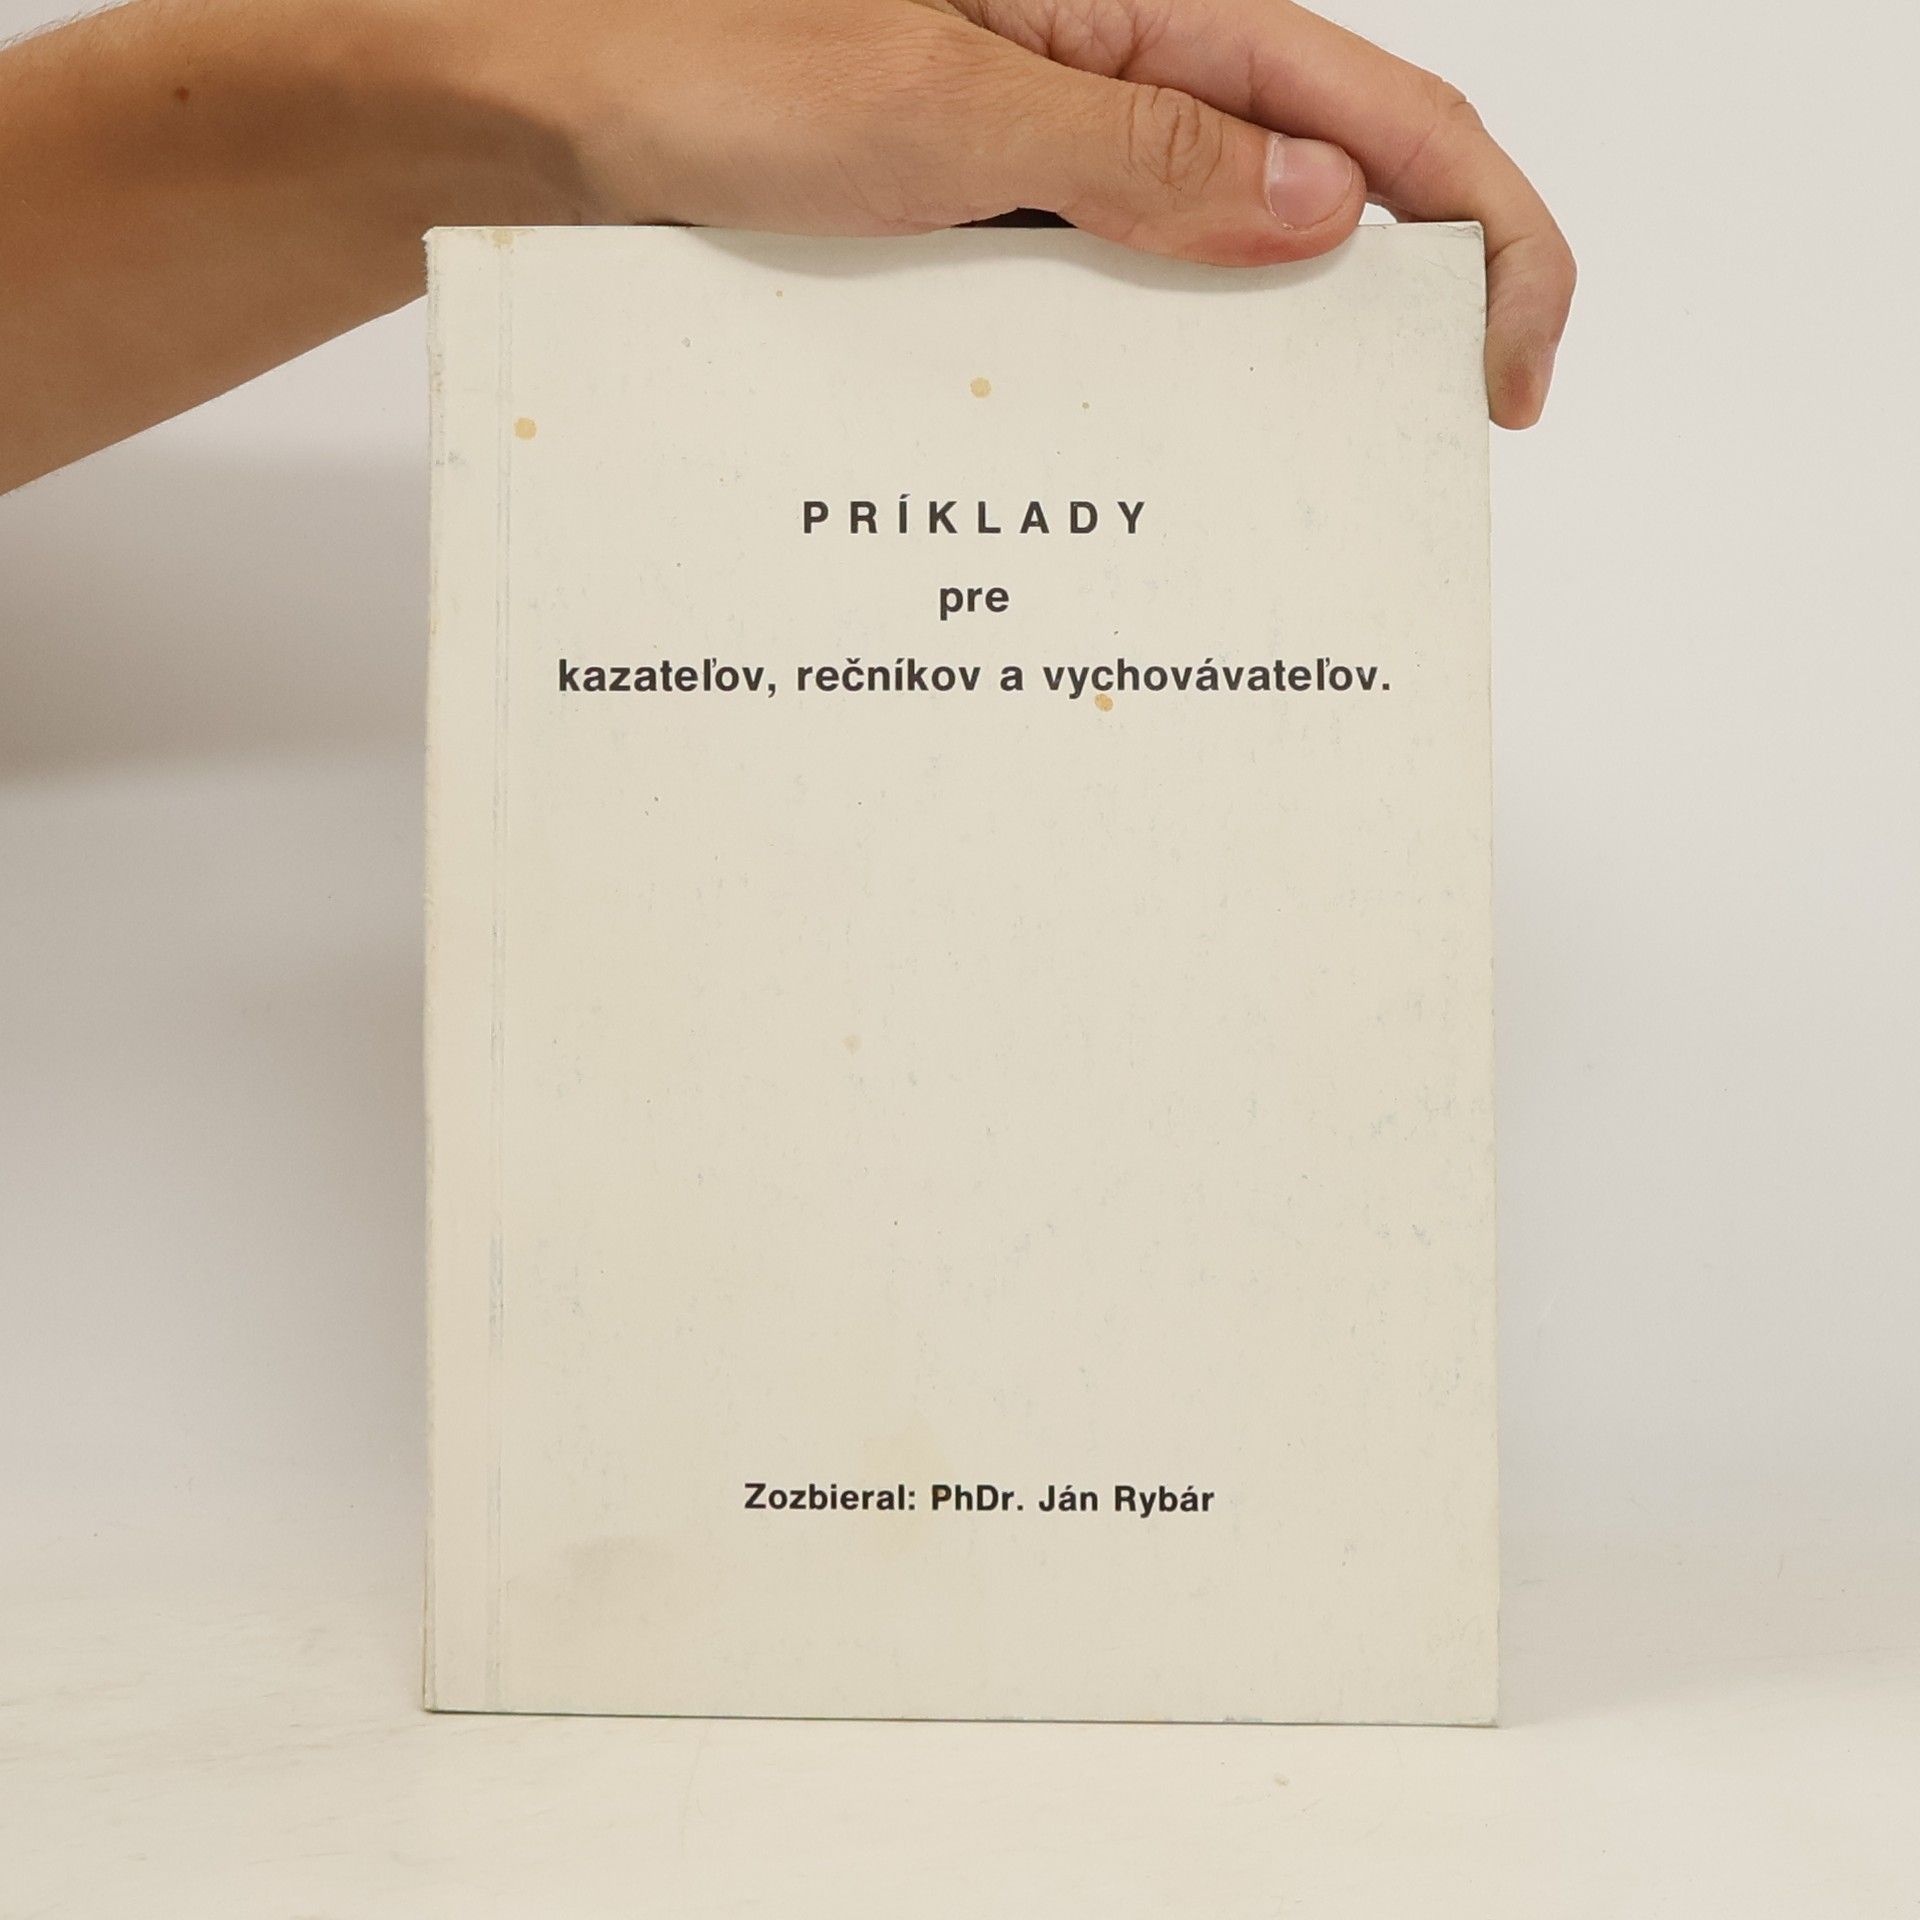 PRÍKLADY
pre
kazateľov, rečníkov a vychovávateľov.
Zozbieral: PhDr. Ján Rybár